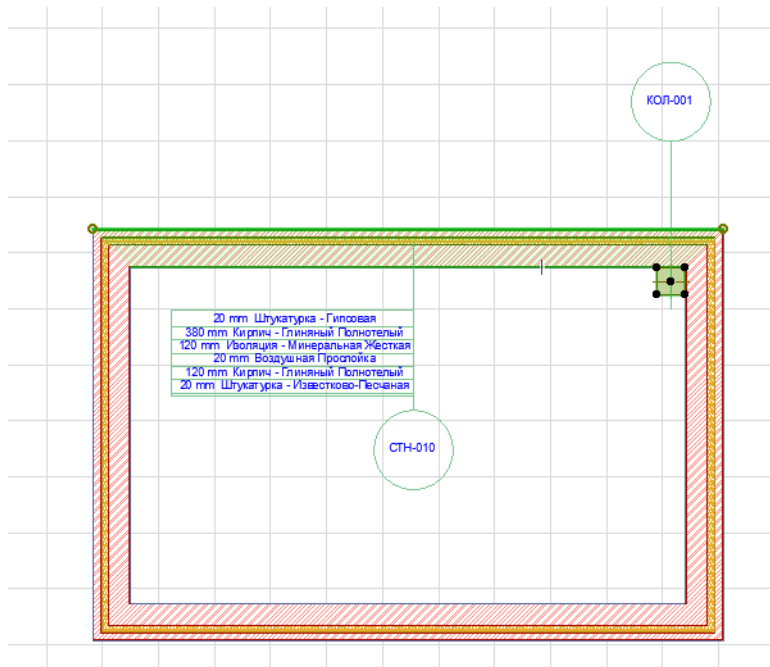 КОЛ-001
20 mm Штукатурка - Гипсовая
380 mm Кирпич - Глиняный Полнотелый
120 mm Изоляция - Минеральная Жесткая
20 mm Воздушная Прослойка
120 mm Кирпич - Глиняный Полнотелый
20 mm Штукатурка - Известково-Песчаная
СТН-010